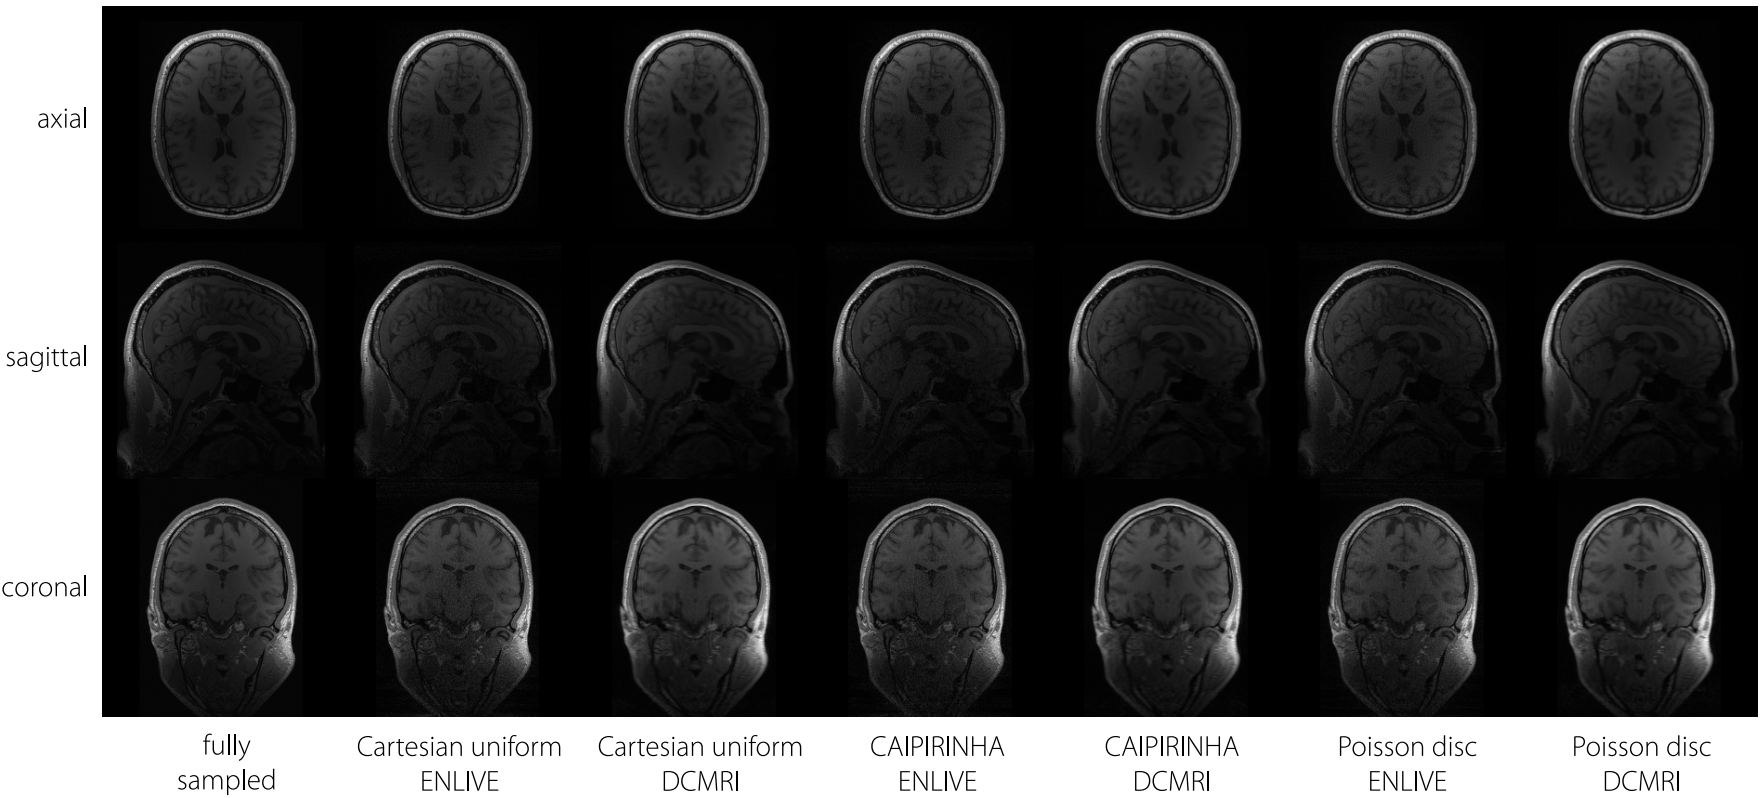 axial
sagittal
coronal
fully
sampled
Cartesian uniform
ENLIVE
Cartesian uniform
DCMRI
CAIPIRINHA
ENLIVE
CAIPIRINHA
DCMRI
Poisson disc
ENLIVE
Poisson disc
DCMRI